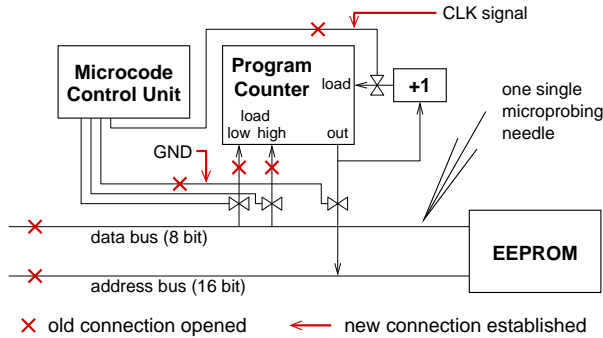 CLK signal
Microcode
Control Unit
Program
Counter
load
+1
load
low high
out
one single
microprobing
needle
GND
data bus (8 bit)
EEPROM
address bus (16 bit)
old connection opened
new connection established